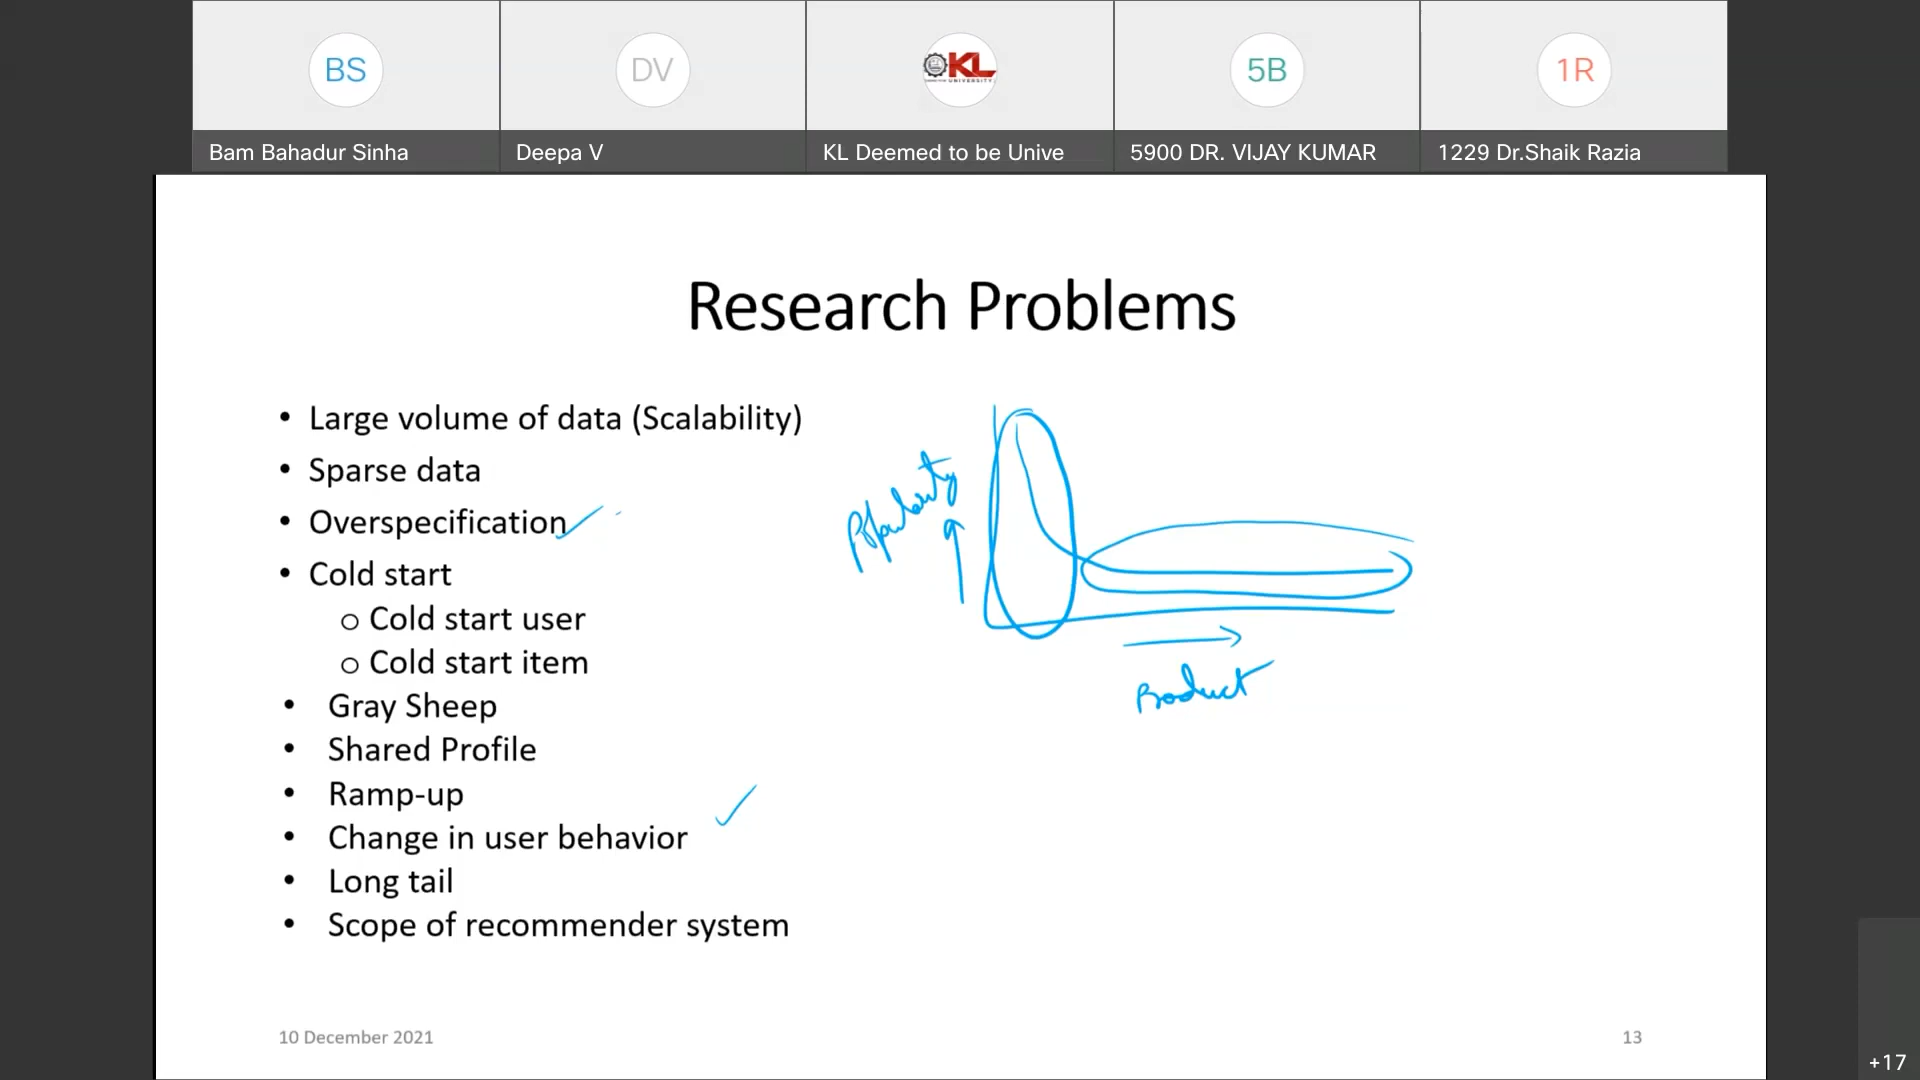 BS
DV
KL
UNIVERSITY
5B
1R
Bam Bahadur Sinha
Deepa V
KL Deemed to be Unive
5900 DR. VIJAY KUMAR
1229 Dr.Shaik Razia
Research Problems
• Large volume of data (Scalability)
• Sparse data
• Overspecification
• Cold start
o Cold start user
o Cold start item
• Gray Sheep
• Shared Profile
• Ramp-up
• Change in user behavior
• Long tail
• Scope of recommender system
Popularity
Product
10 December 2021
13
+17